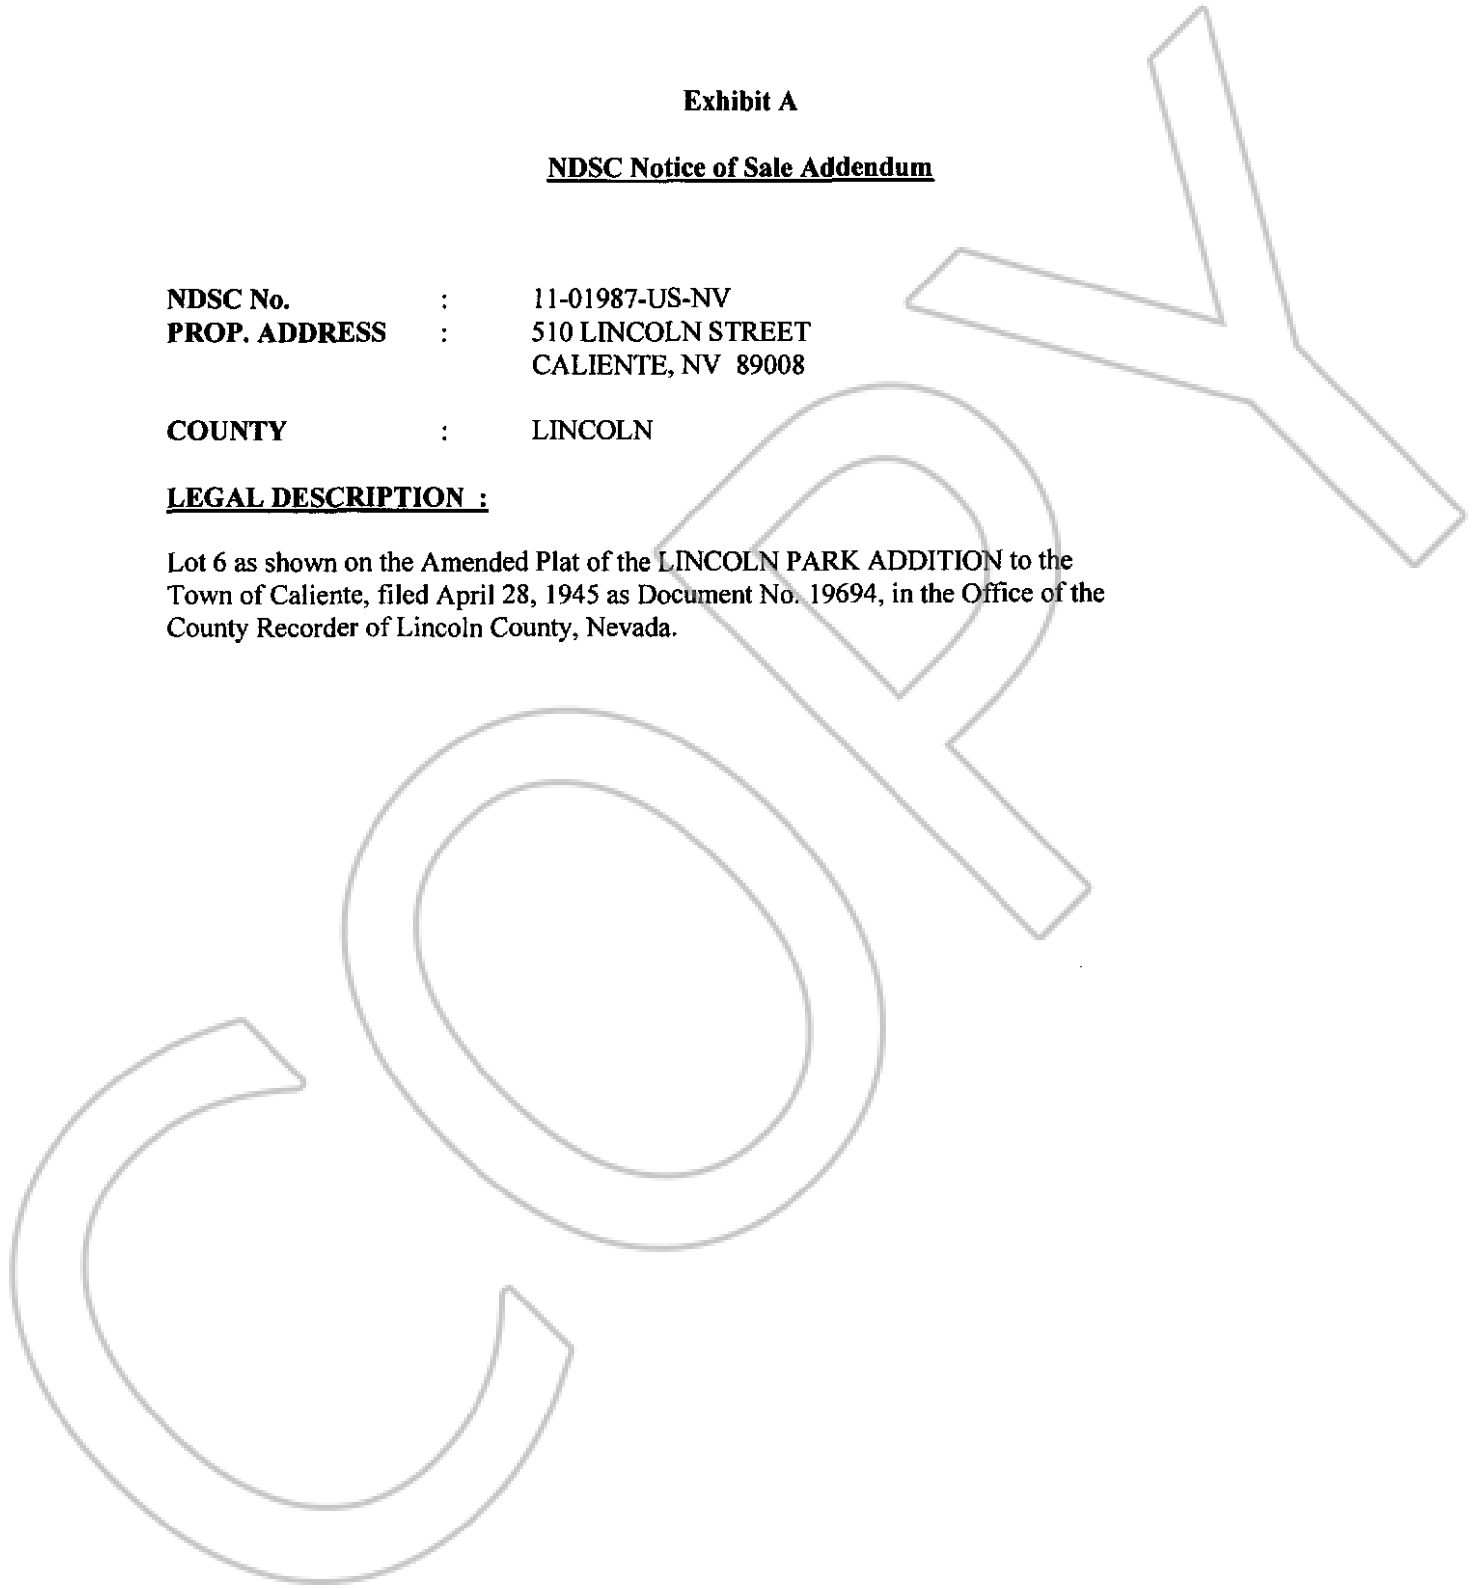 Exhibit A
NDSC Notice of Sale Addendum
NDSC No. : 11-01987-US-NV
PROP. ADDRESS : 510 LINCOLN STREET
CALIENTE, NV 89008
COUNTY : LINCOLN
LEGAL DESCRIPTION :
Lot 6 as shown on the Amended Plat of the LINCOLN PARK ADDITION to the
Town of Caliente, filed April 28, 1945 as Document No. 19694, in the Office of the
County Recorder of Lincoln County, Nevada.
COPY